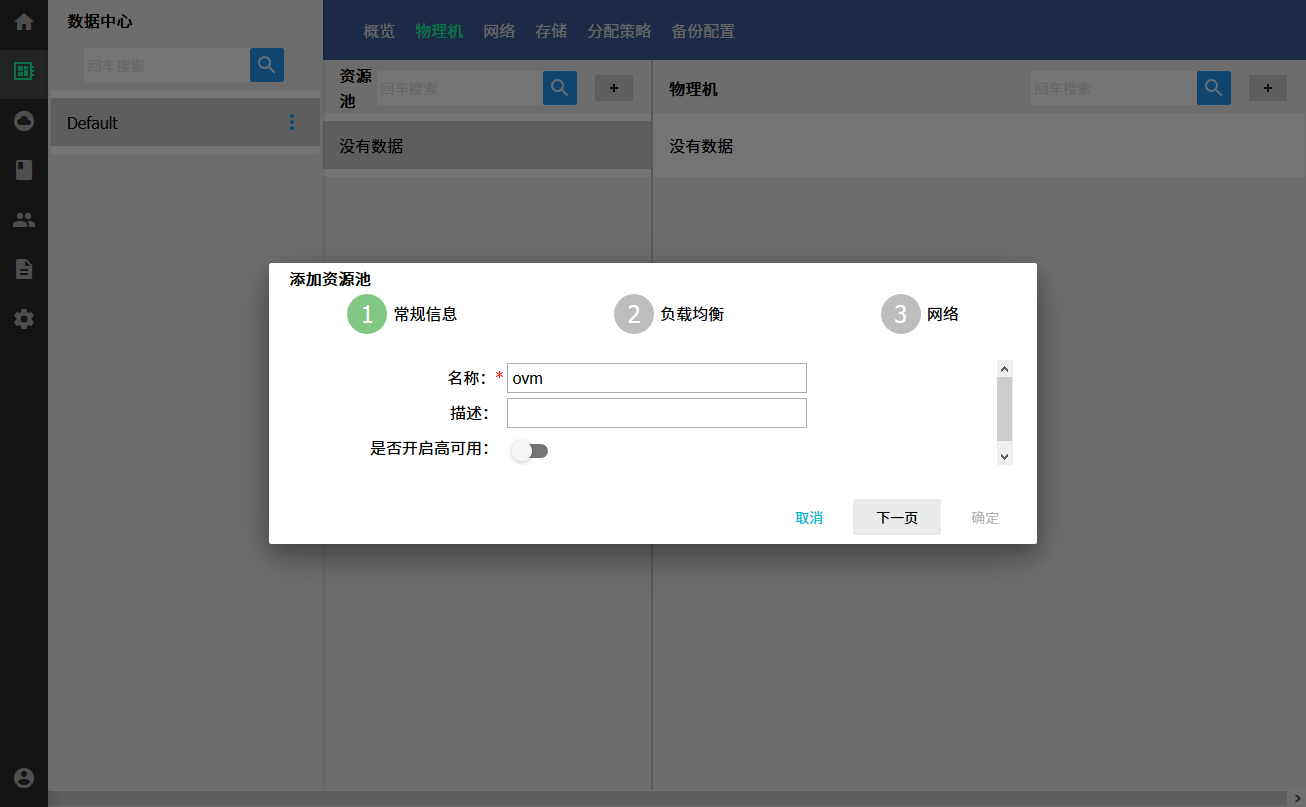 数据中心
回车搜索
Default
概览 物理机 网络 存储 分配策略 备份配置
资源池
回车搜索
+
没有数据
物理机
回车搜索
+
没有数据
添加资源池
1 常规信息
2 负载均衡
3 网络
名称：* ovm
描述：
是否开启高可用：
取消 下一页 确定